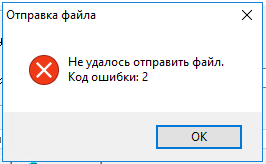 Отправка файла
Не удалось отправить файл.
Код ошибки: 2
OK